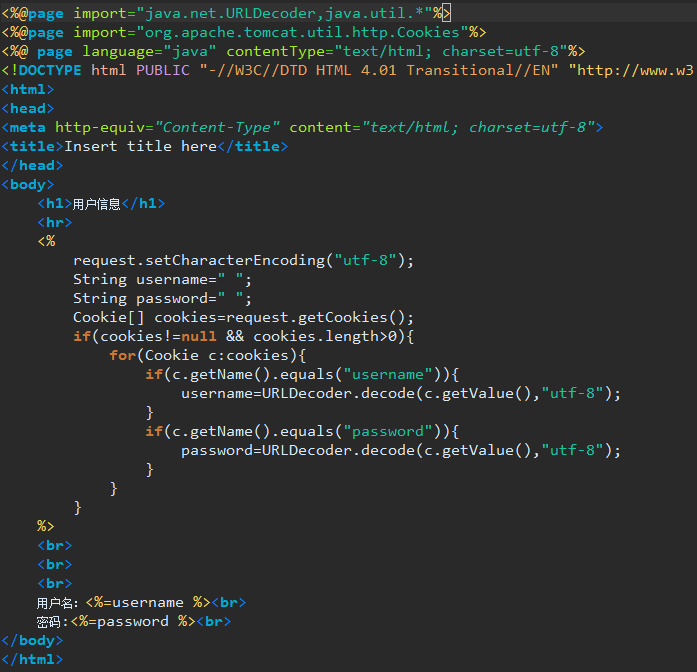 <%@page import="java.net.URLDecoder,java.util.*"%>
<%@page import="org.apache.tomcat.util.http.Cookies"%>
<%@ page language="java" contentType="text/html; charset=utf-8"%>
<!DOCTYPE html PUBLIC "-//W3C//DTD HTML 4.01 Transitional//EN" "http://www.w3
<html>
<head>
<meta http-equiv="Content-Type" content="text/html; charset=utf-8">
<title>Insert title here</title>
</head>
<body>
    <h1>用户信息</h1>
    <hr>
    <%
        request.setCharacterEncoding("utf-8");
        String username=" ";
        String password=" ";
        Cookie[] cookies=request.getCookies();
        if(cookies!=null && cookies.length>0){
            for(Cookie c:cookies){
                if(c.getName().equals("username")){
                    username=URLDecoder.decode(c.getValue(),"utf-8");
                }
                if(c.getName().equals("password")){
                    password=URLDecoder.decode(c.getValue(),"utf-8");
                }
            }
        }
    %>
    <br>
    <br>
    <br>
    用户名：<%=username %><br>
    密码:<%=password %><br>
</body>
</html>